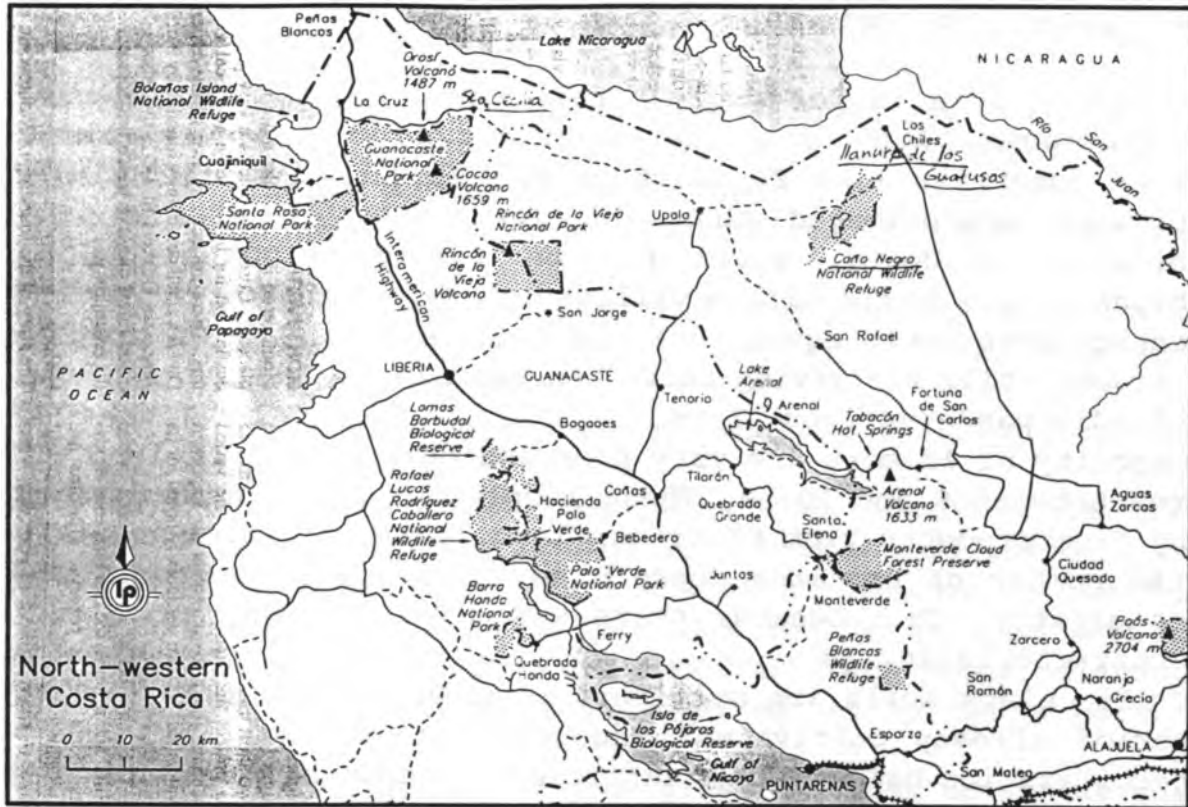 Peñas
Blancas
Lake Nicaragua
NICARAGUA
Orosí
Volcano
1487 m
Bolaños Island
National Wildlife
Refuge
La Cruz
Sta Cecilia
Los
Chiles
Río San Juan
Guanacaste
National
Park
llanura de los
Guatusos
Cuajiniquil
Cacao
Volcano
1659 m
Santa Rosa
National Park
Rincón de la Vieja
National Park
Upala
Rincón
de la
Vieja
Volcano
Caño Negro
National Wildlife
Refuge
Interamerican
Highway
Gulf of
Papagayo
San Jorge
San Rafael
PACIFIC
OCEAN
LIBERIA
GUANACASTE
Tenorio
Lake
Arenal
Arenal
Fortuna
de San
Carlos
Tabacón
Hot Springs
Lomas
Barbudal
Biological
Reserve
Bagaces
Tilarán
Cañas
Quebrada
Grande
Arenal
Volcano
1633 m
Aguas
Zarcas
Rafael
Lucas
Rodríguez
Caballero
National
Wildlife
Refuge
Hacienda
Palo
Verde
Bebedero
Santa
Elena
Monteverde Cloud
Forest Preserve
Ciudad
Quesada
Palo Verde
National Park
Juntas
Monteverde
lp
Barra
Honda
National
Park
Ferry
Peñas
Blancas
Wildlife
Refuge
Zarcero
Poás
Volcano
2704 m
North-western
Costa Rica
Quebrada
Honda
San
Ramón
Naranja
Grecia
0 10 20 km
Isla de
los Pájaros
Biological Reserve
Esparza
ALAJUELA
Gulf of
Nicoya
PUNTARENAS
San Mateo